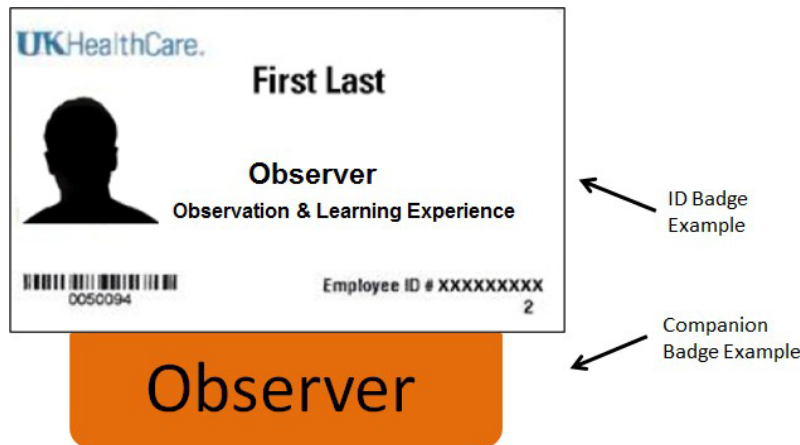 UKHealthCare.
First Last
Observer
Observation & Learning Experience
0050094
Employee ID # XXXXXXXXX
2
ID Badge
Example
Companion
Badge Example
Observer